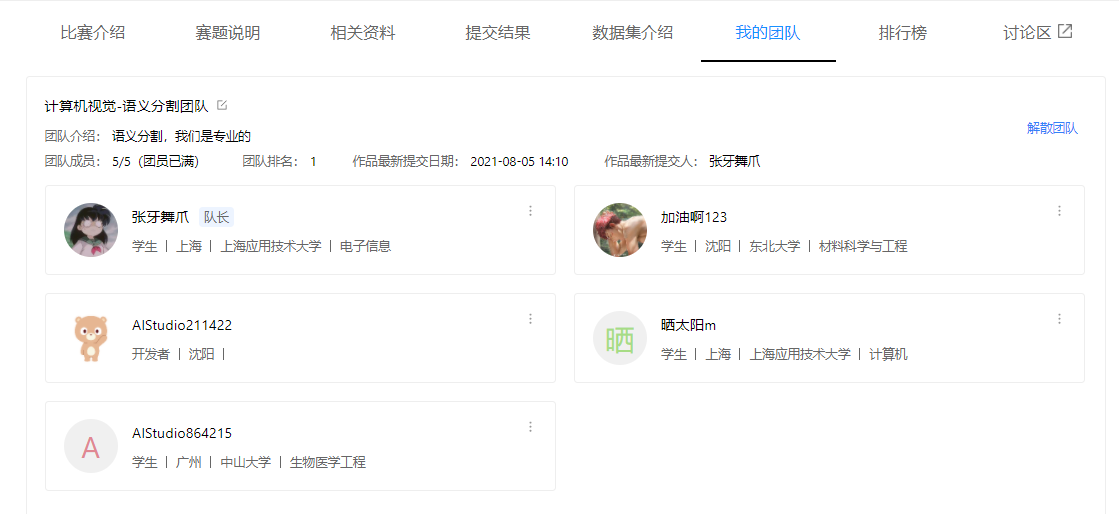 比赛介绍 赛题说明 相关资料 提交结果 数据集介绍 我的团队 排行榜 讨论区
计算机视觉-语义分割团队
团队介绍： 语义分割，我们是专业的
解散团队
团队成员： 5/5（团员已满） 团队排名： 1 作品最新提交日期： 2021-08-05 14:10 作品最新提交人： 张牙舞爪
张牙舞爪 队长
学生 | 上海 | 上海应用技术大学 | 电子信息
加油啊123
学生 | 沈阳 | 东北大学 | 材料科学与工程
AIStudio211422
开发者 | 沈阳 |
晒
晒太阳m
学生 | 上海 | 上海应用技术大学 | 计算机
A
AIStudio864215
学生 | 广州 | 中山大学 | 生物医学工程